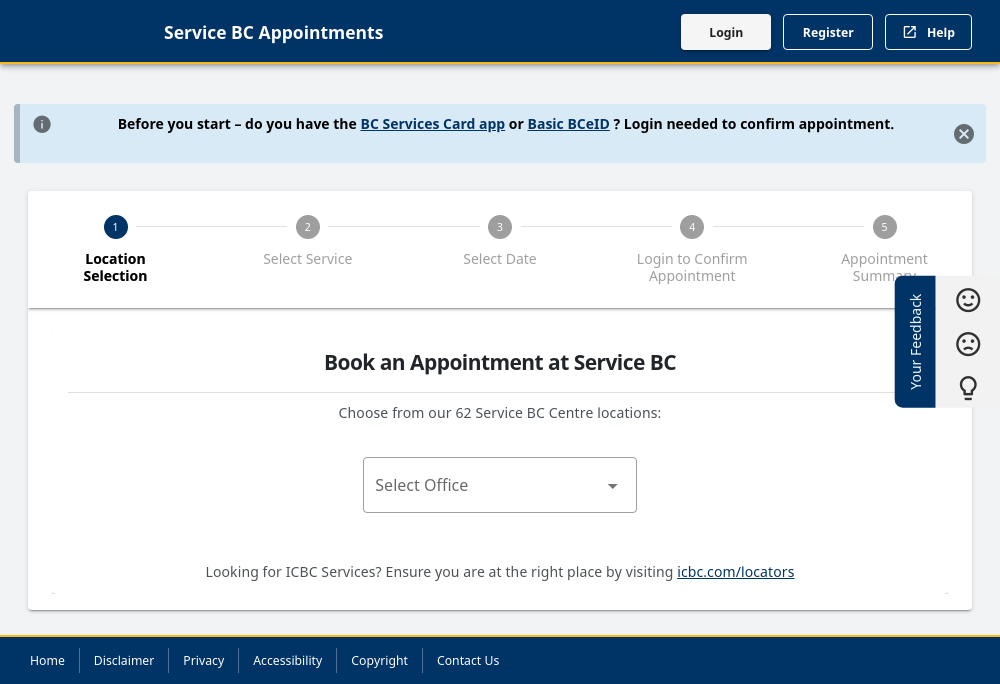 Service BC Appointments
Login
Register
Help
Before you start – do you have the BC Services Card app or Basic BCeID ? Login needed to confirm appointment.
1
Location
Selection
2
Select Service
3
Select Date
4
Login to Confirm
Appointment
5
Appointment
Summary
Your Feedback
Book an Appointment at Service BC
Choose from our 62 Service BC Centre locations:
Select Office
Looking for ICBC Services? Ensure you are at the right place by visiting icbc.com/locators
Home
Disclaimer
Privacy
Accessibility
Copyright
Contact Us